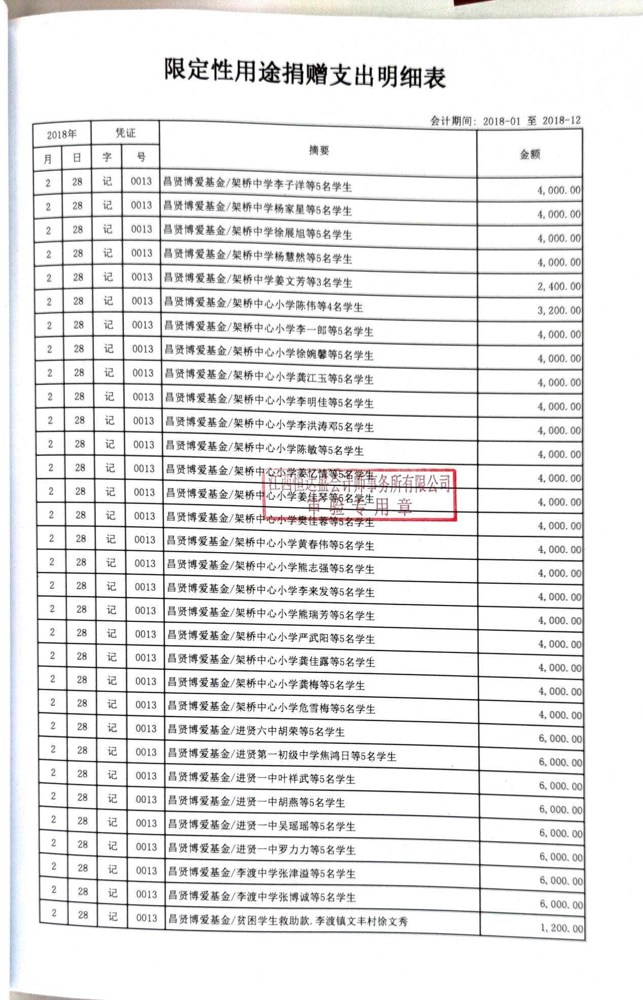 限定性用途捐赠支出明细表
会计期间: 2018-01 至 2018-12
2018年 凭证 摘要 金额
月 日 字 号
2 28 记 0013 昌贤博爱基金/架桥中学李子洋等5名学生 4,000.00
2 28 记 0013 昌贤博爱基金/架桥中学杨家星等5名学生 4,000.00
2 28 记 0013 昌贤博爱基金/架桥中学徐展旭等5名学生 4,000.00
2 28 记 0013 昌贤博爱基金/架桥中学杨慧然等5名学生 4,000.00
2 28 记 0013 昌贤博爱基金/架桥中学姜文芳等3名学生 2,400.00
2 28 记 0013 昌贤博爱基金/架桥中心小学陈伟等4名学生 3,200.00
2 28 记 0013 昌贤博爱基金/架桥中心小学李一郎等5名学生 4,000.00
2 28 记 0013 昌贤博爱基金/架桥中心小学徐婉馨等5名学生 4,000.00
2 28 记 0013 昌贤博爱基金/架桥中心小学龚江玉等5名学生 4,000.00
2 28 记 0013 昌贤博爱基金/架桥中心小学李明佳等5名学生 4,000.00
2 28 记 0013 昌贤博爱基金/架桥中心小学李洪涛邓5名学生 4,000.00
2 28 记 0013 昌贤博爱基金/架桥中心小学陈敏等5名学生 4,000.00
2 28 记 0013 昌贤博爱基金/架桥中心小学姜忆情等5名学生 4,000.00
江西恒达盛会计师事务所有限公司
2 28 记 0013 昌贤博爱基金/架桥中心小学姜佳琴等5名学生 4,000.00
审验专用章
2 28 记 0013 昌贤博爱基金/架桥中心小学樊佳蓉等5名学生 4,000.00
2 28 记 0013 昌贤博爱基金/架桥中心小学黄春伟等5名学生 4,000.00
2 28 记 0013 昌贤博爱基金/架桥中心小学熊志强等5名学生 4,000.00
2 28 记 0013 昌贤博爱基金/架桥中心小学李来发等5名学生 4,000.00
2 28 记 0013 昌贤博爱基金/架桥中心小学熊瑞芳等5名学生 4,000.00
2 28 记 0013 昌贤博爱基金/架桥中心小学严武阳等5名学生 4,000.00
2 28 记 0013 昌贤博爱基金/架桥中心小学龚佳露等5名学生 4,000.00
2 28 记 0013 昌贤博爱基金/架桥中心小学龚梅等5名学生 4,000.00
2 28 记 0013 昌贤博爱基金/架桥中心小学危雪梅等5名学生 4,000.00
2 28 记 0013 昌贤博爱基金/进贤六中胡荣等5名学生 6,000.00
2 28 记 0013 昌贤博爱基金/进贤第一初级中学焦鸿日等5名学生 6,000.00
2 28 记 0013 昌贤博爱基金/进贤一中叶祥武等5名学生 6,000.00
2 28 记 0013 昌贤博爱基金/进贤一中胡燕等5名学生 6,000.00
2 28 记 0013 昌贤博爱基金/进贤一中吴瑶瑶等5名学生 6,000.00
2 28 记 0013 昌贤博爱基金/进贤一中罗力力等5名学生 6,000.00
2 28 记 0013 昌贤博爱基金/李渡中学张津溢等5名学生 6,000.00
2 28 记 0013 昌贤博爱基金/李渡中学张博诚等5名学生 6,000.00
2 28 记 0013 昌贤博爱基金/贫困学生救助款.李渡镇文丰村徐文秀 1,200.00